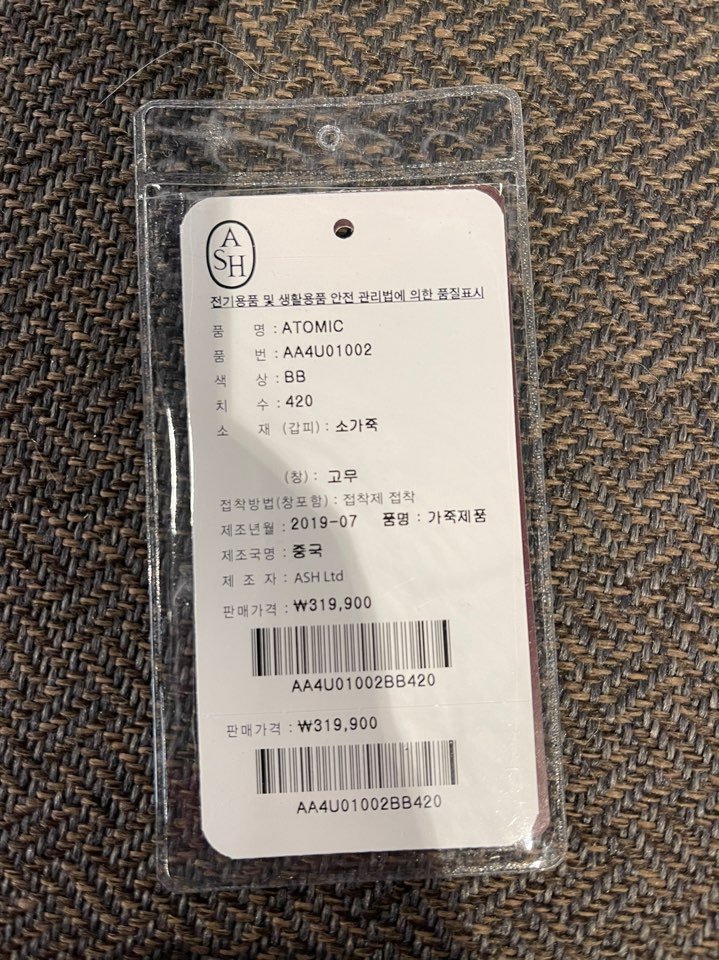 ASH
전기용품 및 생활용품 안전 관리법에 의한 품질표시
품 명 : ATOMIC
품 번 : AA4U01002
색 상 : BB
치 수 : 420
소 재 (갑피) : 소가죽
(창) : 고무
접착방법(창포함) : 접착제 접착
제조년월 : 2019-07 품명 : 가죽제품
제조국명 : 중국
제 조 자 : ASH Ltd
판매가격 : ₩319,900
AA4U01002BB420
판매가격 : ₩319,900
AA4U01002BB420